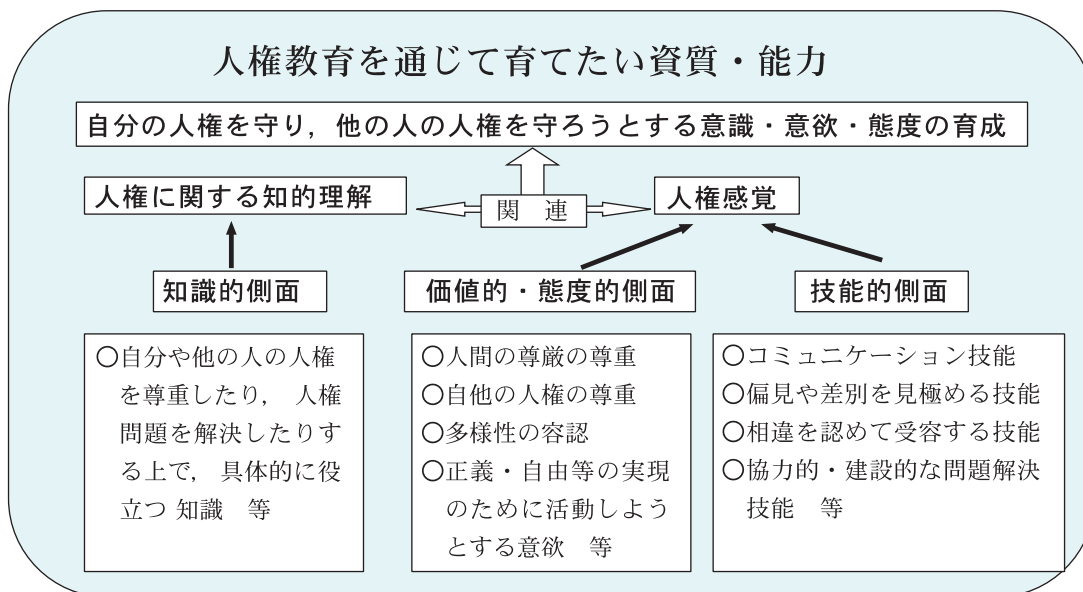 人権教育を通じて育てたい資質・能力
自分の人権を守り，他の人の人権を守ろうとする意識・意欲・態度の育成
人権に関する知的理解
関　連
人権感覚
知識的側面
価値的・態度的側面
技能的側面
○自分や他の人の人権
を尊重したり，　人権
問題を解決したりす
る上で，具体的に役
立つ 知識　等
○人間の尊厳の尊重
○自他の人権の尊重
○多様性の容認
○正義・自由等の実現
のために活動しよう
とする意欲　等
○コミュニケーション技能
○偏見や差別を見極める技能
○相違を認めて受容する技能
○協力的・建設的な問題解決
技能　等